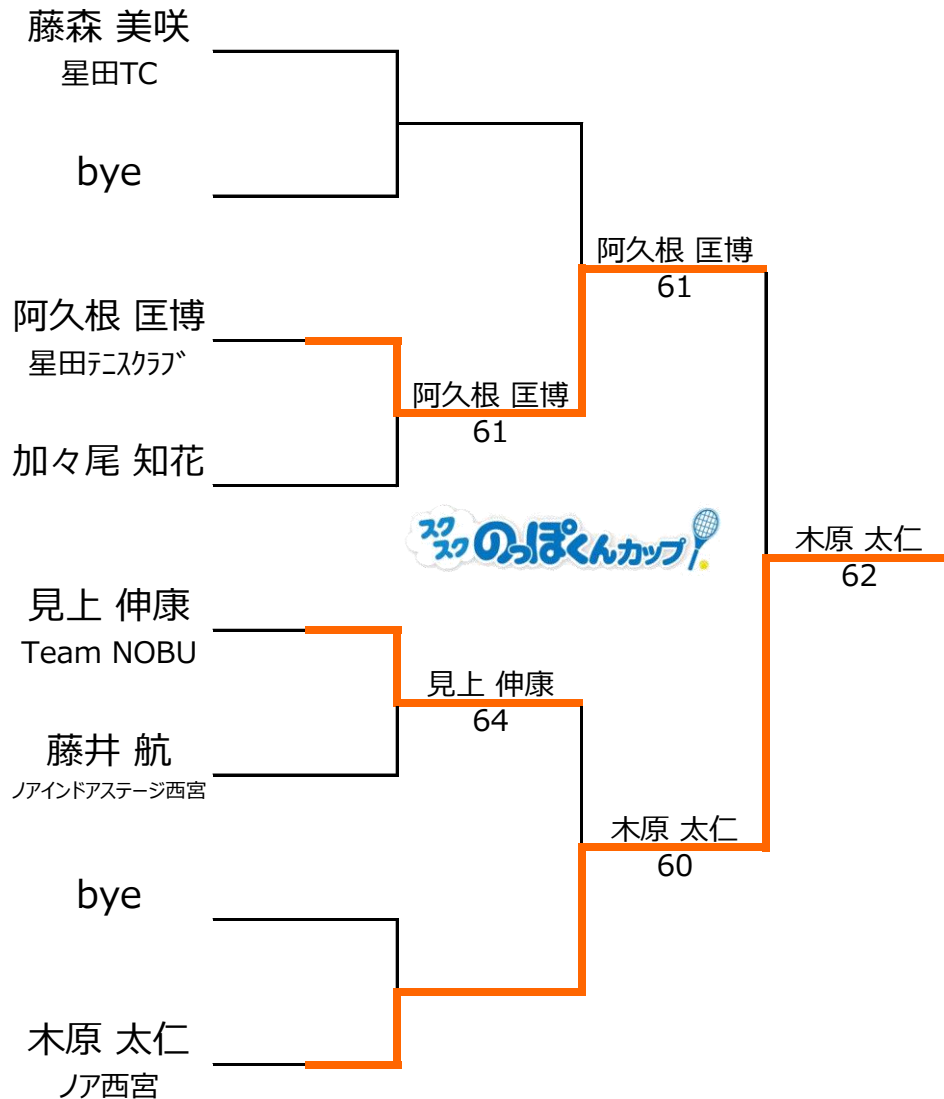 藤森 美咲
星田TC
bye
阿久根 匡博
61
阿久根 匡博
星田ﾃﾆｽｸﾗﾌﾞ
阿久根 匡博
61
加々尾 知花
スク
スク のっぽくんカップ
木原 太仁
62
見上 伸康
Team NOBU
見上 伸康
64
藤井 航
ノアインドアステージ西宮
木原 太仁
60
bye
木原 太仁
ノア西宮